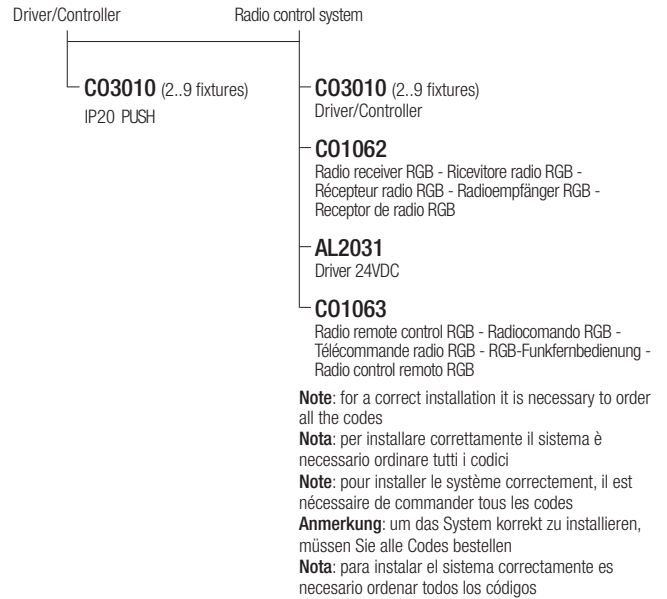 Driver/Controller
Radio control system
CO3010 (2..9 fixtures)
IP20 PUSH
CO3010 (2..9 fixtures)
Driver/Controller
CO1062
Radio receiver RGB - Ricevitore radio RGB -
Récepteur radio RGB - Radioempfänger RGB -
Receptor de radio RGB
AL2031
Driver 24VDC
CO1063
Radio remote control RGB - Radiocomando RGB -
Télécommande radio RGB - RGB-Funkfernbedienung -
Radio control remoto RGB
Note: for a correct installation it is necessary to order
all the codes
Nota: per installare correttamente il sistema è
necessario ordinare tutti i codici
Note: pour installer le système correctement, il est
nécessaire de commander tous les codes
Anmerkung: um das System korrekt zu installieren,
müssen Sie alle Codes bestellen
Nota: para instalar el sistema correctamente es
necesario ordenar todos los códigos